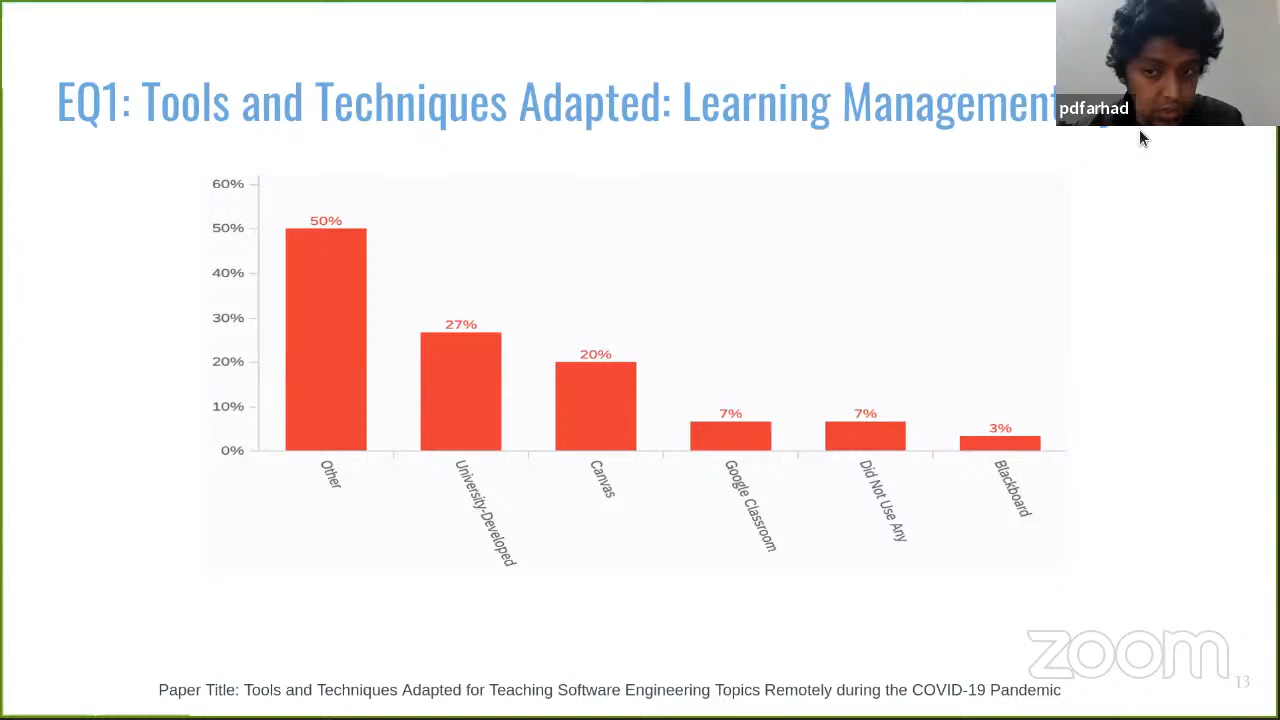 EQ1: Tools and Techniques Adapted: Learning Management
pdfarhad
60%
50%
40%
30%
20%
10%
0%
50%
27%
20%
7%
7%
3%
Other
University-Developed
Canvas
Google Classroom
Did Not Use Any
Blackboard
zoom
Paper Title: Tools and Techniques Adapted for Teaching Software Engineering Topics Remotely during the COVID-19 Pandemic
13